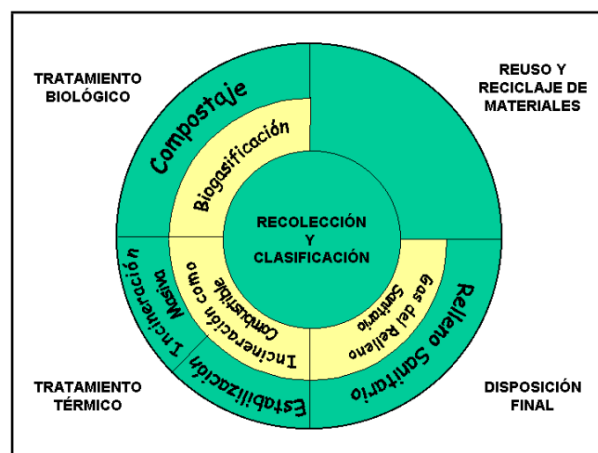 TRATAMIENTO
BIOLÓGICO
REUSO Y
RECICLAJE DE
MATERIALES
Compostaje
Biogasificación
RECOLECCIÓN
Y
CLASIFICACIÓN
Incineración
Masiva
Incineración como
Combustible
Estabilización
Gas del Relleno
Sanitario
Relleno Sanitario
TRATAMIENTO
TÉRMICO
DISPOSICIÓN
FINAL